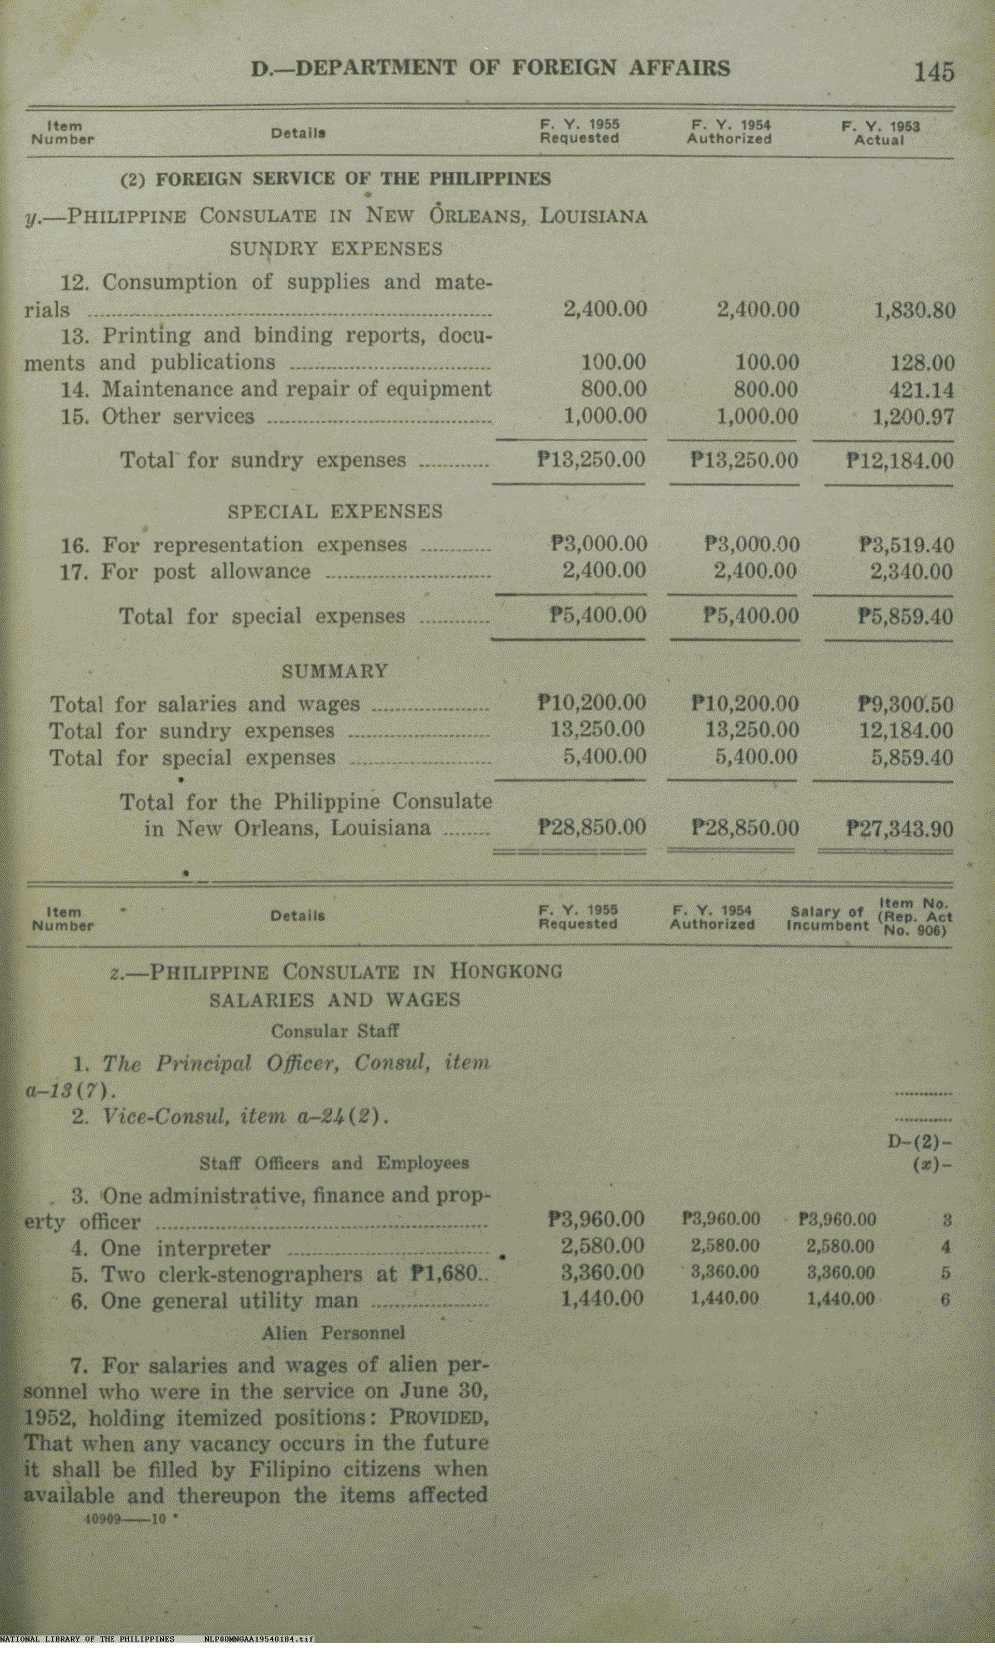 D.—DEPARTMENT OF FOREIGN AFFAIRS 145
Item Number Details F. Y. 1955 Requested F. Y. 1954 Authorized F. Y. 1953 Actual
(2) FOREIGN SERVICE OF THE PHILIPPINES
y.—PHILIPPINE CONSULATE IN NEW ORLEANS, LOUISIANA
SUNDRY EXPENSES
12. Consumption of supplies and mate-
rials 2,400.00 2,400.00 1,830.80
13. Printing and binding reports, docu-
ments and publications 100.00 100.00 128.00
14. Maintenance and repair of equipment 800.00 800.00 421.14
15. Other services 1,000.00 1,000.00 1,200.97
Total for sundry expenses ₱13,250.00 ₱13,250.00 ₱12,184.00
SPECIAL EXPENSES
16. For representation expenses ₱3,000.00 ₱3,000.00 ₱3,519.40
17. For post allowance 2,400.00 2,400.00 2,340.00
Total for special expenses ₱5,400.00 ₱5,400.00 ₱5,859.40
SUMMARY
Total for salaries and wages ₱10,200.00 ₱10,200.00 ₱9,300.50
Total for sundry expenses 13,250.00 13,250.00 12,184.00
Total for special expenses 5,400.00 5,400.00 5,859.40
Total for the Philippine Consulate
in New Orleans, Louisiana ₱28,850.00 ₱28,850.00 ₱27,343.90
Item Number Details F. Y. 1955 Requested F. Y. 1954 Authorized Salary of Incumbent Item No. (Rep. Act No. 906)
z.—PHILIPPINE CONSULATE IN HONGKONG
SALARIES AND WAGES
Consular Staff
1. The Principal Officer, Consul, item
a–13(7).
2. Vice-Consul, item a–24(2).
D–(2)–
Staff Officers and Employees (x)–
3. One administrative, finance and prop-
erty officer ₱3,960.00 ₱3,960.00 ₱3,960.00 3
4. One interpreter 2,580.00 2,580.00 2,580.00 4
5. Two clerk-stenographers at ₱1,680.. 3,360.00 3,360.00 3,360.00 5
6. One general utility man 1,440.00 1,440.00 1,440.00 6
Alien Personnel
7. For salaries and wages of alien per-
sonnel who were in the service on June 30,
1952, holding itemized positions: PROVIDED,
That when any vacancy occurs in the future
it shall be filled by Filipino citizens when
available and thereupon the items affected
40909——10
NATIONAL LIBRARY OF THE PHILIPPINES NLP00MNGAA19540184.tif